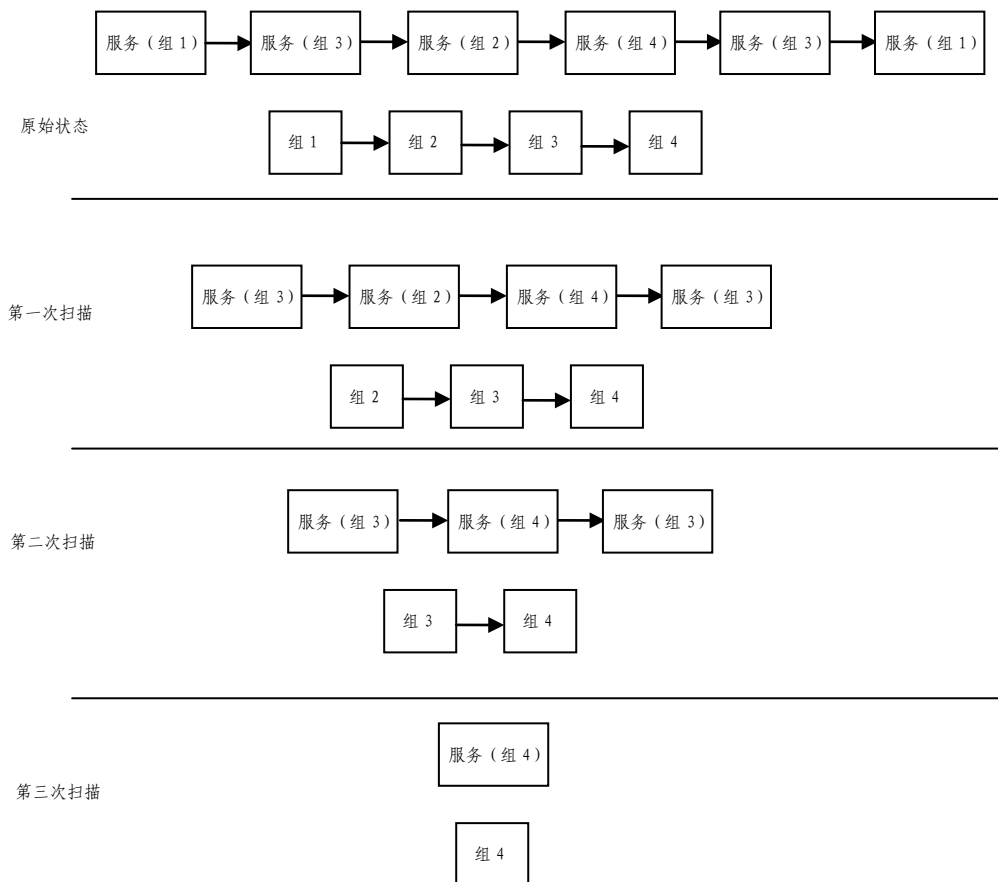 服务（组 1） 服务（组 3） 服务（组 2） 服务（组 4） 服务（组 3） 服务（组 1）
原始状态
组 1 组 2 组 3 组 4
服务（组 3） 服务（组 2） 服务（组 4） 服务（组 3）
第一次扫描
组 2 组 3 组 4
服务（组 3） 服务（组 4） 服务（组 3）
第二次扫描
组 3 组 4
服务（组 4）
第三次扫描
组 4